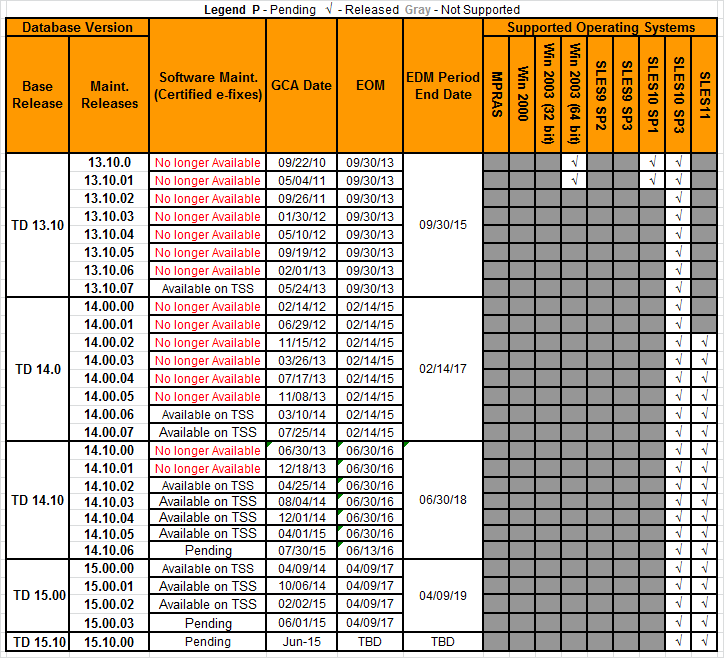 Legend P - Pending √ - Released Gray - Not Supported
Database Version Supported Operating Systems
Base Release Maint. Releases Software Maint. (Certified e-fixes) GCA Date EOM EDM Period End Date MPRAS Win 2000 Win 2003 (32 bit) Win 2003 (64 bit) SLES9 SP2 SLES9 SP3 SLES10 SP1 SLES10 SP3 SLES11
TD 13.10
13.10.0 No longer Available 09/22/10 09/30/13 √ √ √
13.10.01 No longer Available 05/04/11 09/30/13 √ √ √
13.10.02 No longer Available 09/26/11 09/30/13 √
13.10.03 No longer Available 01/30/12 09/30/13 √
13.10.04 No longer Available 05/10/12 09/30/13 √
13.10.05 No longer Available 09/19/12 09/30/13 √
13.10.06 No longer Available 02/01/13 09/30/13 √
13.10.07 Available on TSS 05/24/13 09/30/13 √
09/30/15
TD 14.0
14.00.00 No longer Available 02/14/12 02/14/15 √
14.00.01 No longer Available 06/29/12 02/14/15 √
14.00.02 No longer Available 11/15/12 02/14/15 √ √
14.00.03 No longer Available 03/26/13 02/14/15 √ √
14.00.04 No longer Available 07/17/13 02/14/15 √ √
14.00.05 No longer Available 11/08/13 02/14/15 √ √
14.00.06 Available on TSS 03/10/14 02/14/15 √ √
14.00.07 Available on TSS 07/25/14 02/14/15 √ √
02/14/17
TD 14.10
14.10.00 No longer Available 06/30/13 06/30/16 √ √
14.10.01 No longer Available 12/18/13 06/30/16 √ √
14.10.02 Available on TSS 04/25/14 06/30/16 √ √
14.10.03 Available on TSS 08/04/14 06/30/16 √ √
14.10.04 Available on TSS 12/01/14 06/30/16 √ √
14.10.05 Available on TSS 04/01/15 06/30/16 √ √
14.10.06 Pending 07/30/15 06/13/16 √ √
06/30/18
TD 15.00
15.00.00 Available on TSS 04/09/14 04/09/17 √ √
15.00.01 Available on TSS 10/06/14 04/09/17 √ √
15.00.02 Available on TSS 02/02/15 04/09/17 √ √
15.00.03 Pending 06/01/15 04/09/17 √ √
04/09/19
TD 15.10 15.10.00 Pending Jun-15 TBD TBD √ √